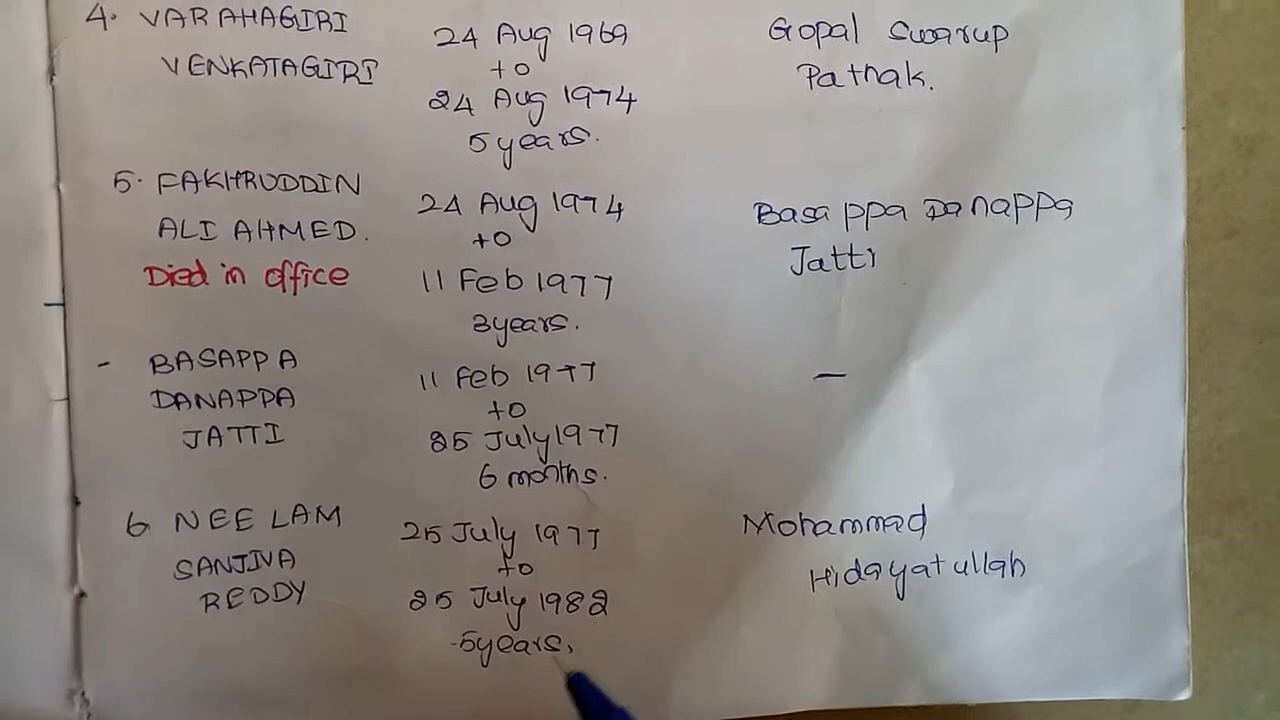 4. VARAHAGIRI 24 Aug 1969 Gopal Swarup
VENKATAGIRI to Pathak.
24 Aug 1974
5 years.
5. FAKHRUDDIN 24 Aug 1974 Basappa Danappa
ALI AHMED. to Jatti
Died in office 11 Feb 1977
3 years.
- BASAPPA 11 Feb 1977 -
DANAPPA to
JATTI 25 July 1977
6 months.
6 NEELAM 25 July 1977 Mohammad
SANJIVA to Hidayatullah
REDDY 25 July 1982
5 years,